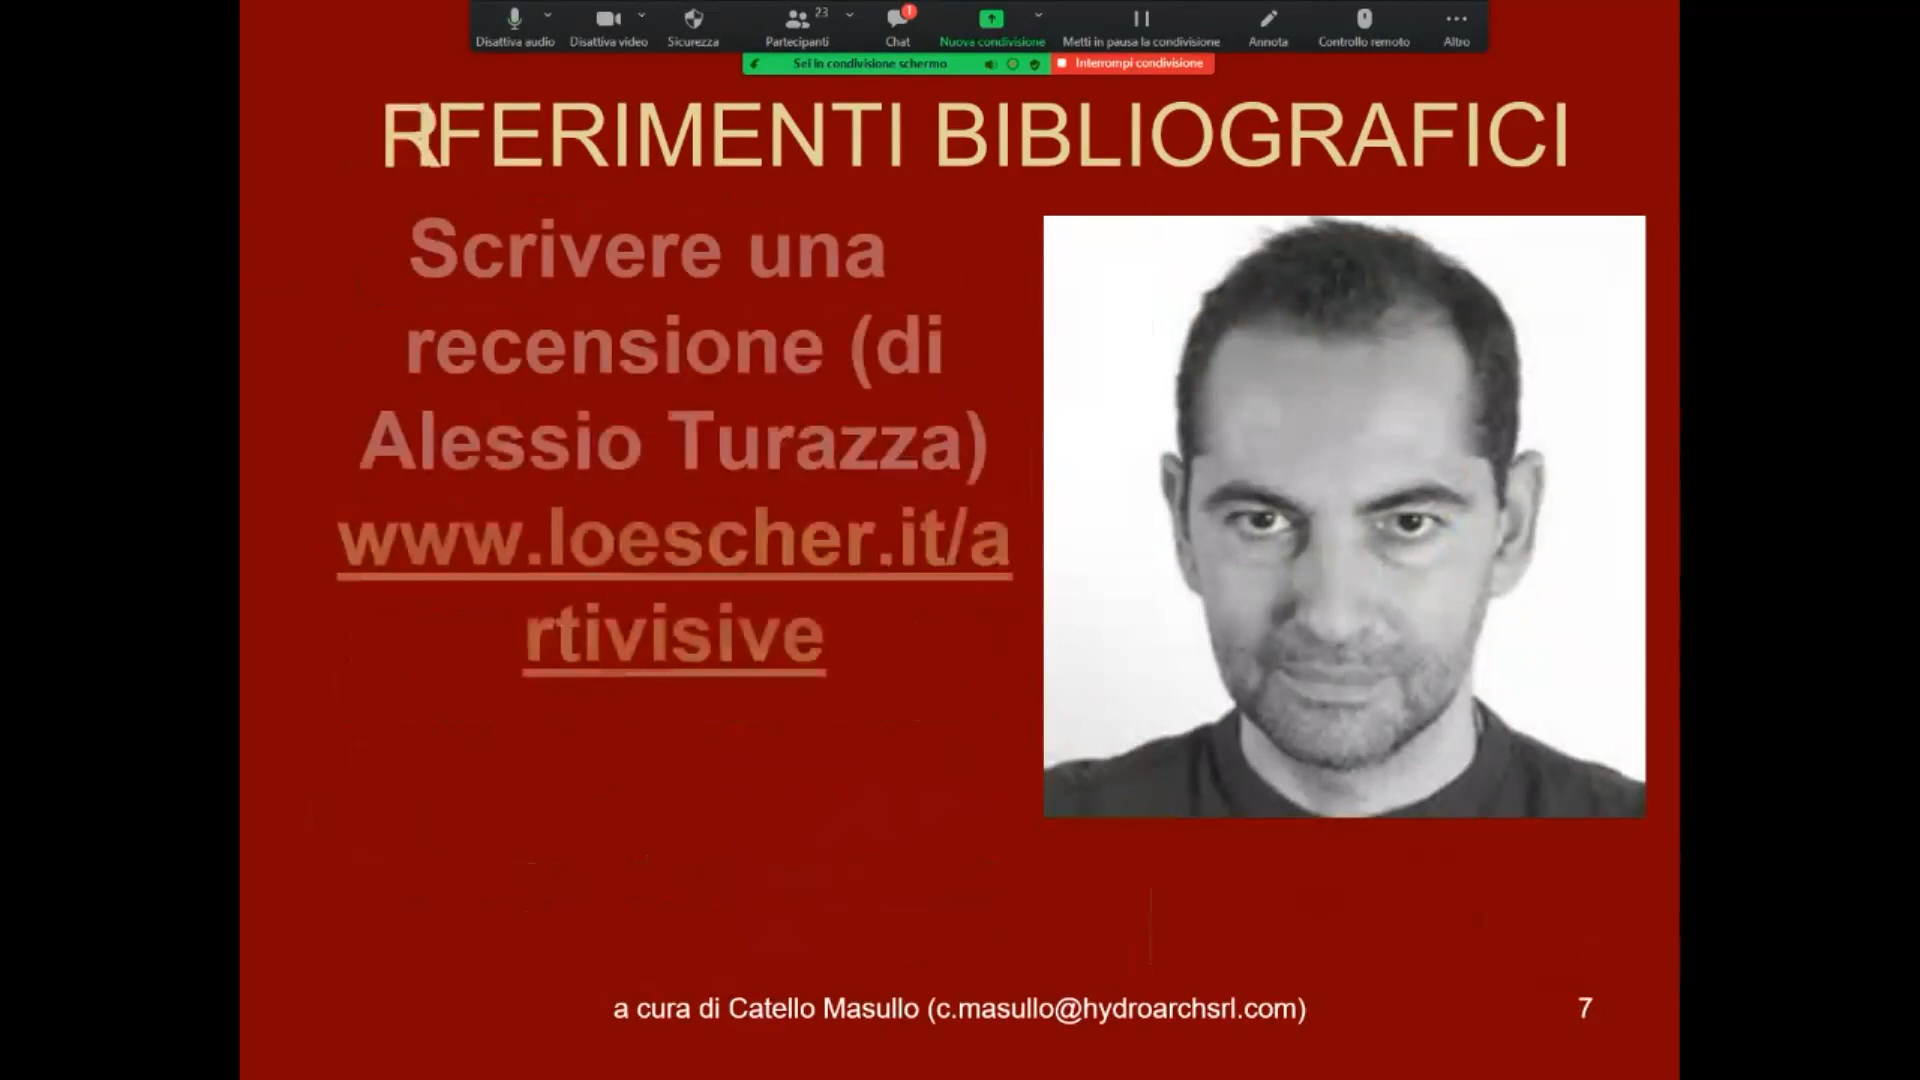 Disattiva audio
Disattiva video
Sicurezza
Partecipanti
23
Chat
1
Nuova condivisione
Metti in pausa la condivisione
Annota
Controllo remoto
Altro
Sei in condivisione schermo
Interrompi condivisione
RIFERIMENTI BIBLIOGRAFICI
Scrivere una
recensione (di
Alessio Turazza)
www.loescher.it/a
rtivisive
a cura di Catello Masullo (c.masullo@hydroarchsrl.com)
7